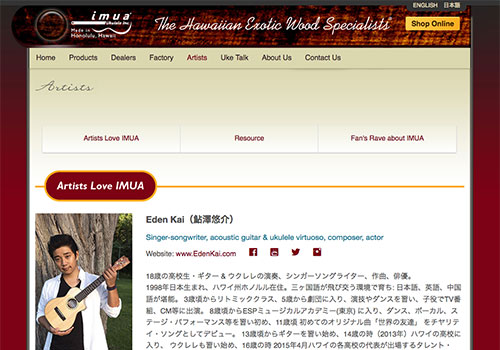 ENGLISH 日本語
imua
Ukulele Inc.
Made in
Honolulu, Hawaii
The Hawaiian Exotic Wood Specialists
Shop Online
Home Products Dealers Factory Artists Uke Talk About Us Contact Us
Artists
Artists Love IMUA Resource Fan's Rave about IMUA
Artists Love IMUA
Eden Kai（鮎澤悠介）
Singer-songwriter, acoustic guitar & ukulele virtuoso, composer, actor
Website: www.EdenKai.com
18歳の高校生・ギター & ウクレレの演奏、シンガーソングライター、作曲、俳優。
1998年日本生まれ、ハワイ州ホノルル在住。三ヶ国語が飛び交う環境で育ち: 日本語、英語、中国
語が堪能。 3歳頃からリトミッククラス、5歳から劇団に入り、演技やダンスを習い、子役でTV番
組、CM等に出演。 8歳頃からESPミュージカルアカデミー(東京) に入り、ダンス、ボーカル、ス
テージ・パフォーマンス等を習い初め、11歳頃 初めてのオリジナル曲「世界の友達」 をチヤリテ
イ・ソングとしてデビュー。 13歳頃からギターを習い始め、14歳の時（2013年）ハワイの高校に
入り、 ウクレレも習い始め、16歳の時 2015年4月ハワイの各高校の代表が出場するタレント・